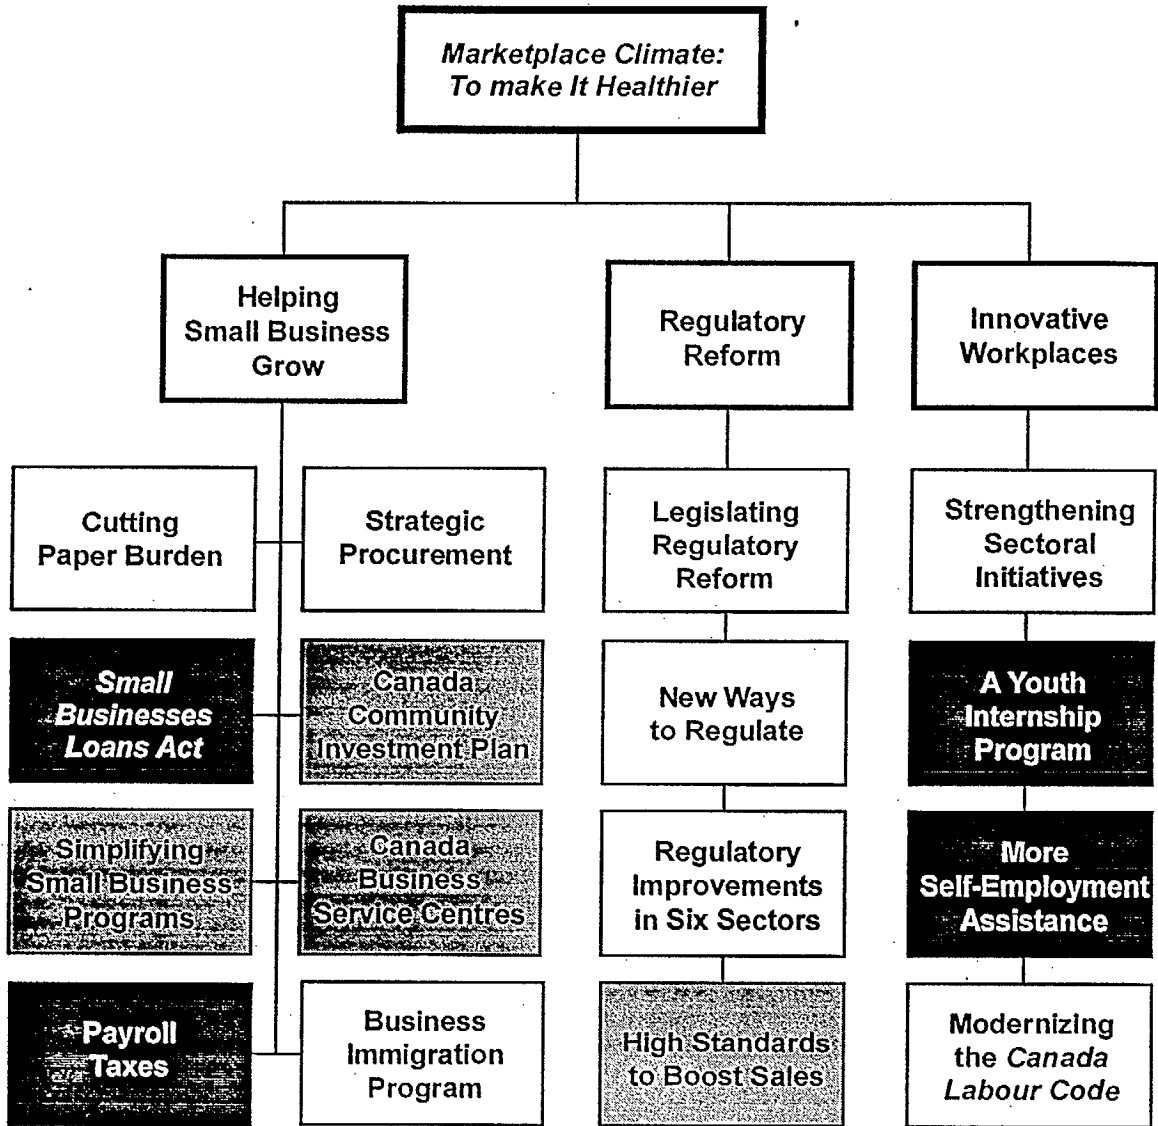 Marketplace Climate:
To make It Healthier
Helping
Small Business
Grow
Regulatory
Reform
Innovative
Workplaces
Cutting
Paper Burden
Strategic
Procurement
Legislating
Regulatory
Reform
Strengthening
Sectoral
Initiatives
Small
Businesses
Loans Act
Canada
Community
Investment Plan
New Ways
to Regulate
A Youth
Internship
Program
Simplifying
Small Business
Programs
Canada
Business
Service Centres
Regulatory
Improvements
in Six Sectors
More
Self-Employment
Assistance
Payroll
Taxes
Business
Immigration
Program
High Standards
to Boost Sales
Modernizing
the Canada
Labour Code